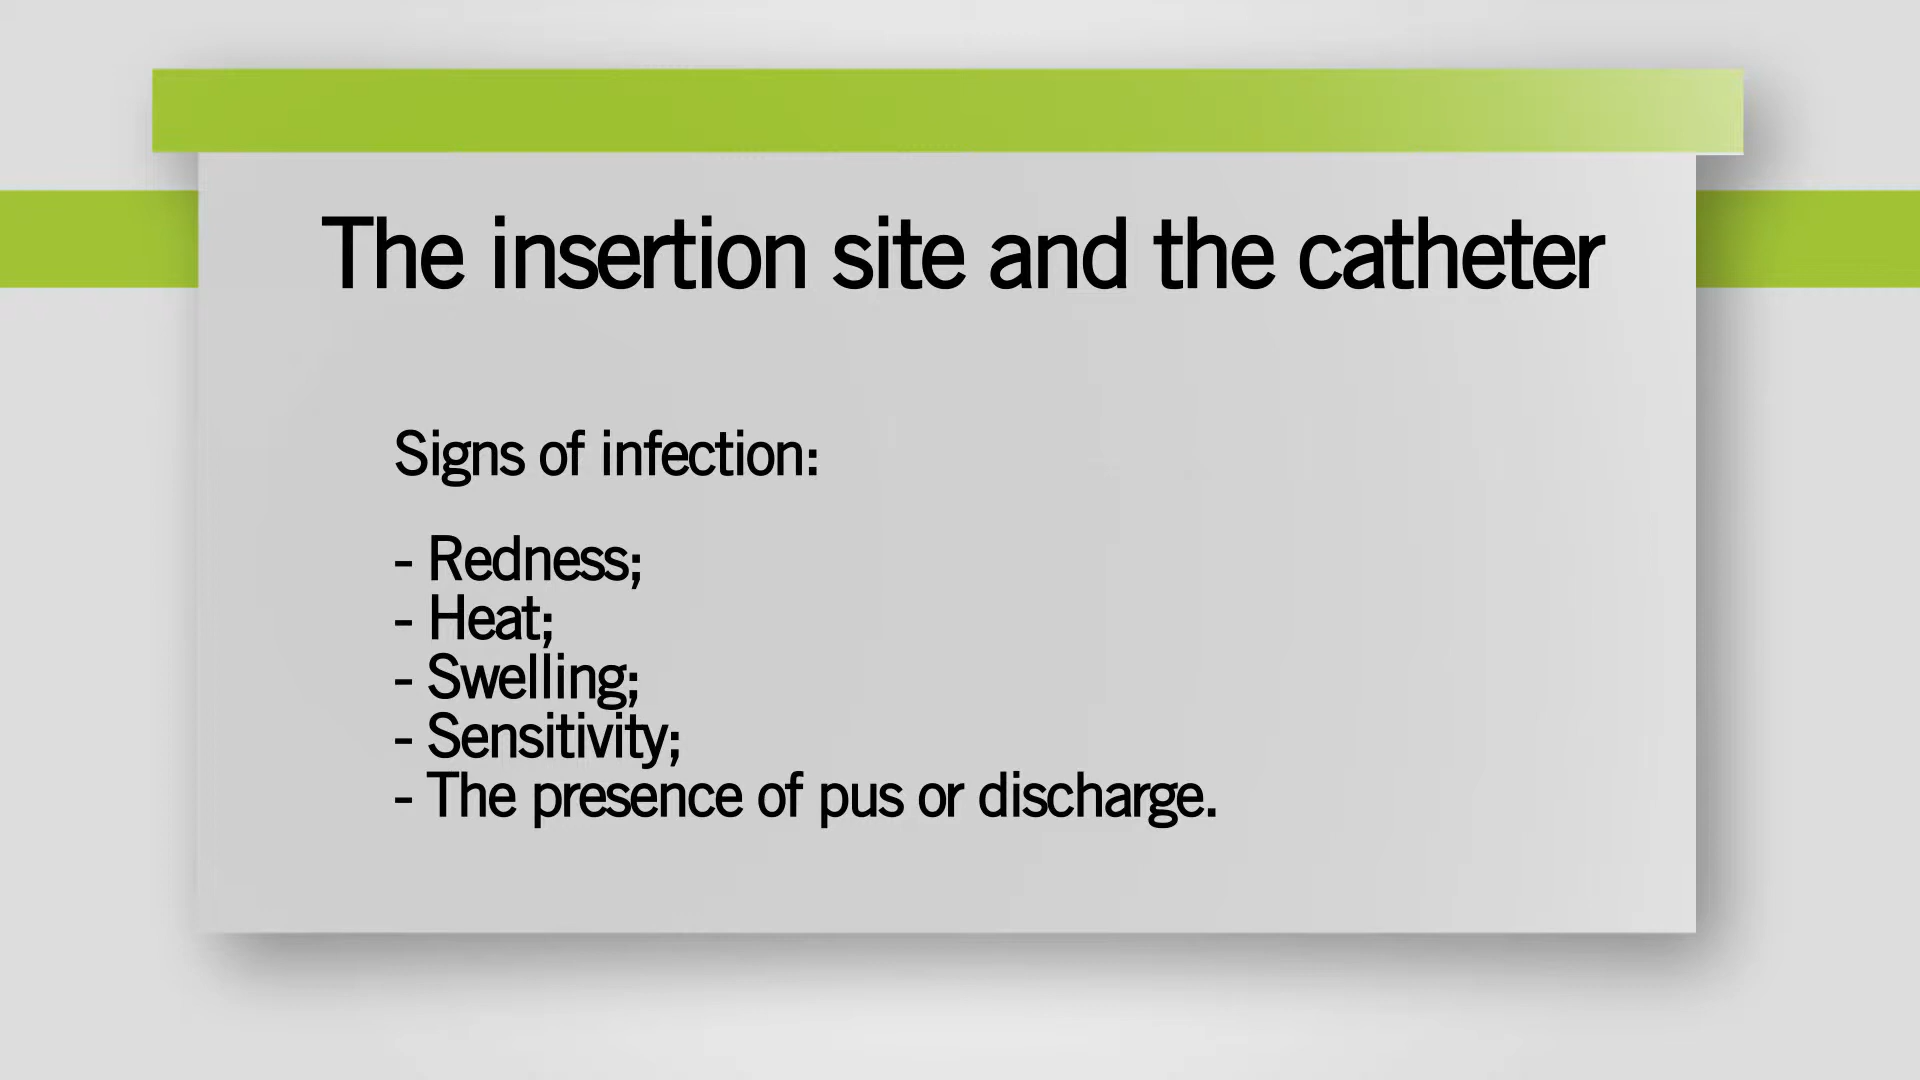 The insertion site and the catheter
Signs of infection:
- Redness;
- Heat;
- Swelling;
- Sensitivity;
- The presence of pus or discharge.